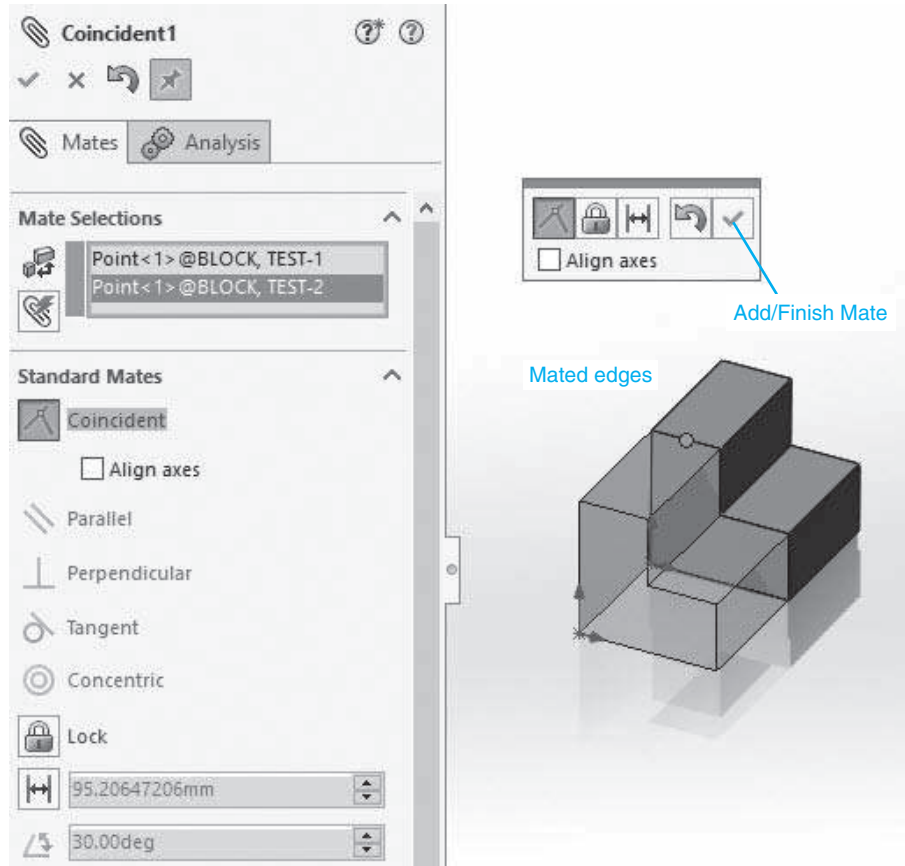 Coincident1
Mates
Analysis
Mate Selections
Point<1>@BLOCK, TEST-1
Point<1>@BLOCK, TEST-2
Standard Mates
Coincident
Align axes
Parallel
Perpendicular
Tangent
Concentric
Lock
95.20647206mm
30.00deg
Align axes
Add/Finish Mate
Mated edges